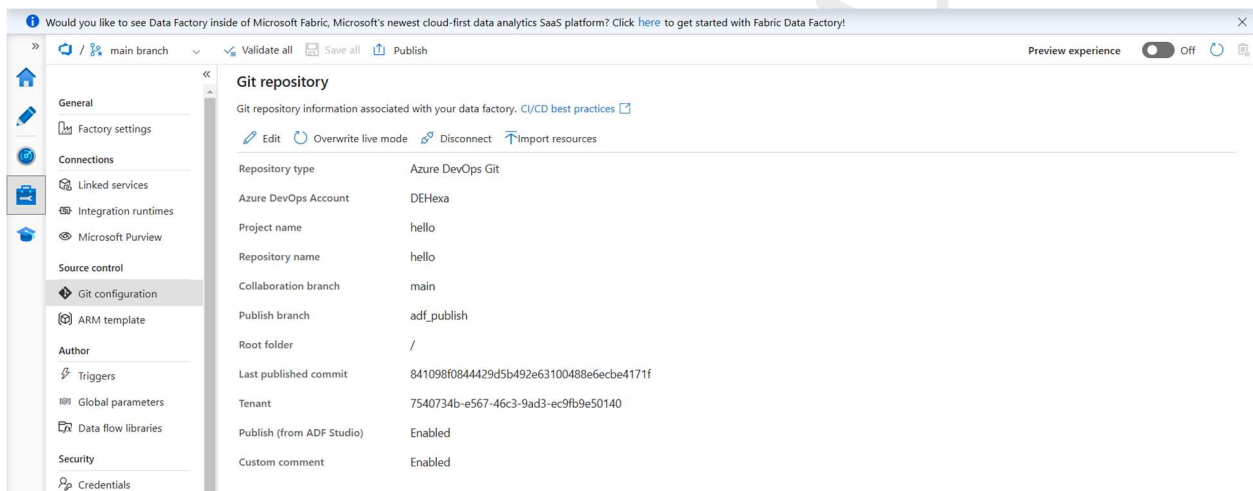 Would you like to see Data Factory inside of Microsoft Fabric, Microsoft's newest cloud-first data analytics SaaS platform? Click here to get started with Fabric Data Factory!
/ main branch Validate all Save all Publish Preview experience Off
General
Factory settings
Connections
Linked services
Integration runtimes
Microsoft Purview
Source control
Git configuration
ARM template
Author
Triggers
Global parameters
Data flow libraries
Security
Credentials
Git repository
Git repository information associated with your data factory. CI/CD best practices
Edit Overwrite live mode Disconnect Import resources
Repository type Azure DevOps Git
Azure DevOps Account DEHexa
Project name hello
Repository name hello
Collaboration branch main
Publish branch adf_publish
Root folder /
Last published commit 841098f0844429d5b492e63100488e6ecbe4171f
Tenant 7540734b-e567-46c3-9ad3-ec9fb9e50140
Publish (from ADF Studio) Enabled
Custom comment Enabled